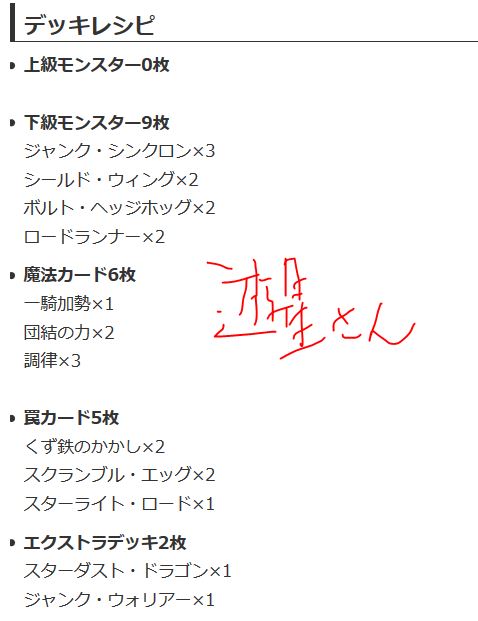 デッキレシピ
上級モンスター0枚
下級モンスター9枚
ジャンク・シンクロン×3
シールド・ウィング×2
ボルト・ヘッジホッグ×2
ロードランナー×2
魔法カード6枚
一騎加勢×1
団結の力×2
調律×3
遊星さん
罠カード5枚
くず鉄のかかし×2
スクランブル・エッグ×2
スターライト・ロード×1
エクストラデッキ2枚
スターダスト・ドラゴン×1
ジャンク・ウォリアー×1